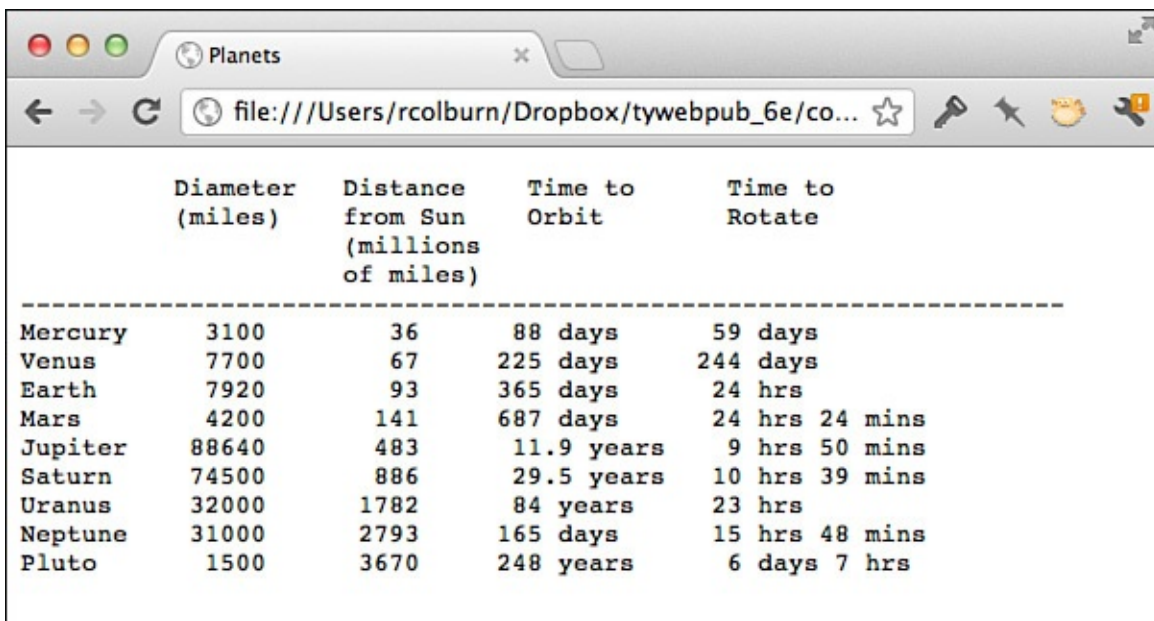 Planets
file:///Users/rcolburn/Dropbox/tywebpub_6e/co...
Diameter Distance Time to Time to
(miles) from Sun Orbit Rotate
(millions
of miles)
--------------------------------------------------------------------
Mercury 3100 36 88 days 59 days
Venus 7700 67 225 days 244 days
Earth 7920 93 365 days 24 hrs
Mars 4200 141 687 days 24 hrs 24 mins
Jupiter 88640 483 11.9 years 9 hrs 50 mins
Saturn 74500 886 29.5 years 10 hrs 39 mins
Uranus 32000 1782 84 years 23 hrs
Neptune 31000 2793 165 days 15 hrs 48 mins
Pluto 1500 3670 248 years 6 days 7 hrs